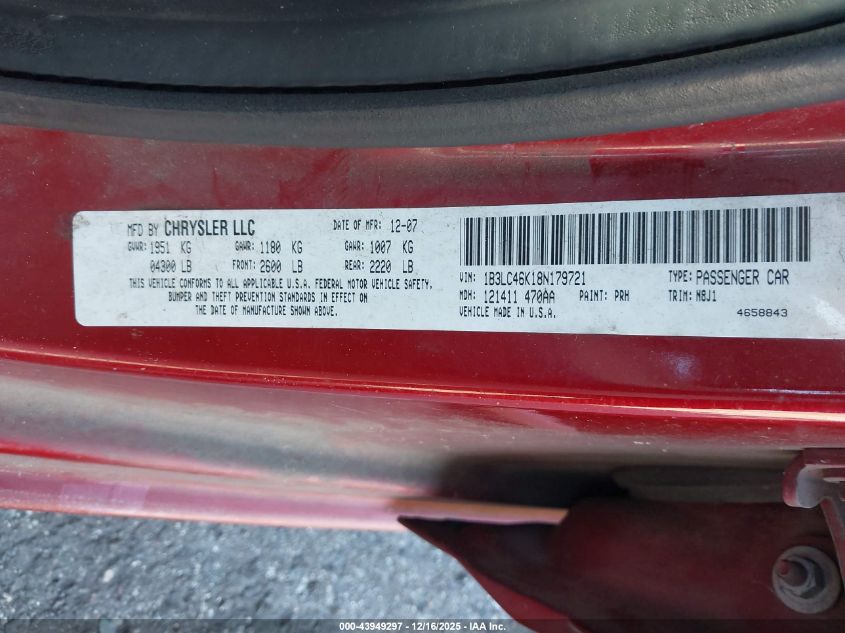 MFD BY CHRYSLER LLC DATE OF MFR: 12-07
GVWR: 1951 KG GAWR: 1180 KG GAWR: 1007 KG
04300 LB FRONT: 2600 LB REAR: 2220 LB
THIS VEHICLE CONFORMS TO ALL APPLICABLE U.S.A. FEDERAL MOTOR VEHICLE SAFETY,
BUMPER AND THEFT PREVENTION STANDARDS IN EFFECT ON
THE DATE OF MANUFACTURE SHOWN ABOVE.
VIN: 1B3LC46K18N179721 TYPE: PASSENGER CAR
MDH: 121411 470AA PAINT: PRH TRIM: N8J1
VEHICLE MADE IN U.S.A. 4658843
000-43949297 - 12/16/2025 - IAA Inc.